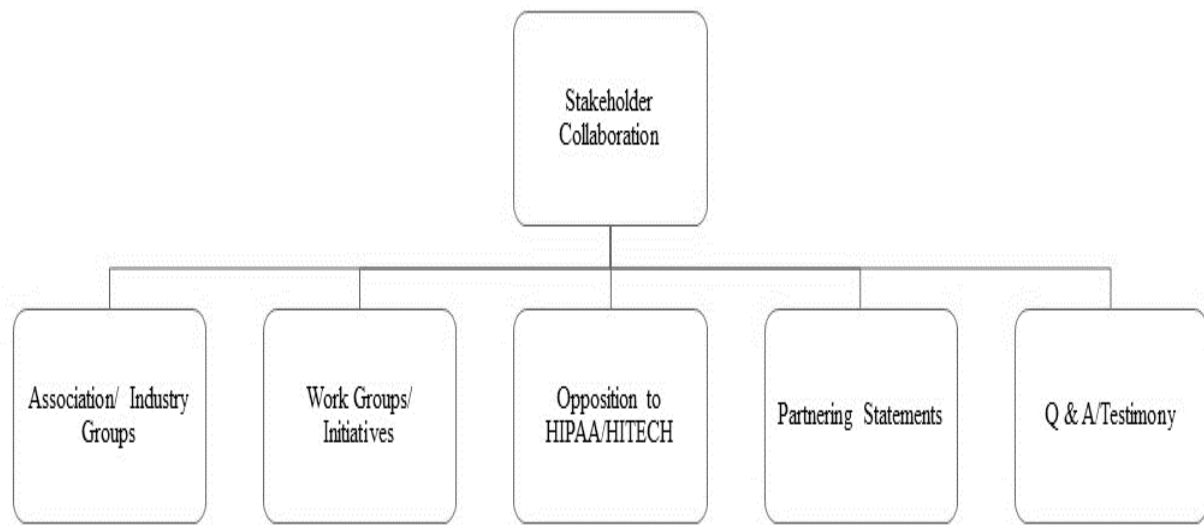 Stakeholder
Collaboration
Association/ Industry
Groups
Work Groups/
Initiatives
Opposition to
HIPAA/HITECH
Partnering Statements
Q & A/Testimony